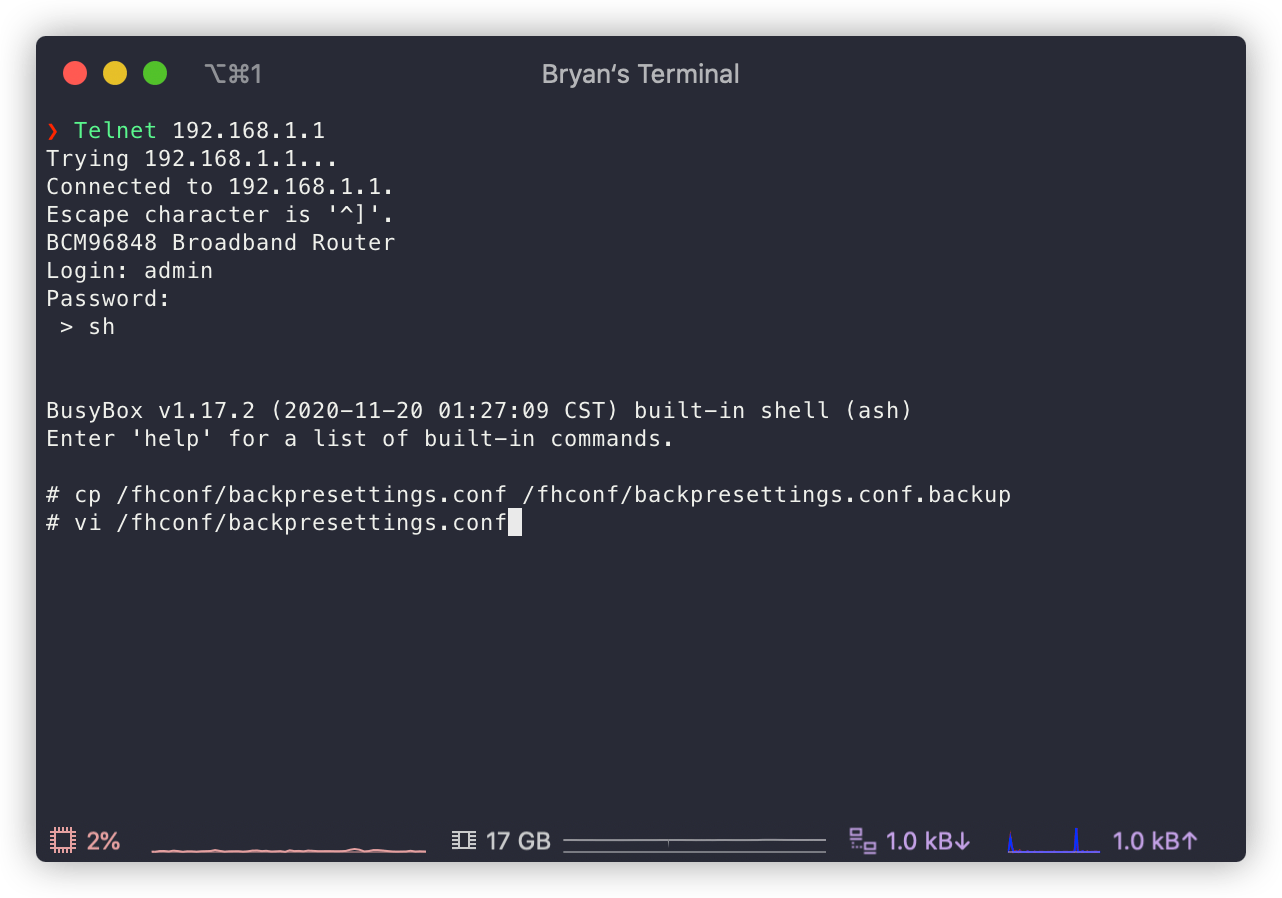 ⌥⌘1 Bryan‘s Terminal
❯ Telnet 192.168.1.1
Trying 192.168.1.1...
Connected to 192.168.1.1.
Escape character is '^]'.
BCM96848 Broadband Router
Login: admin
Password:
 > sh
BusyBox v1.17.2 (2020-11-20 01:27:09 CST) built-in shell (ash)
Enter 'help' for a list of built-in commands.
# cp /fhconf/backpresettings.conf /fhconf/backpresettings.conf.backup
# vi /fhconf/backpresettings.conf
2% 17 GB 1.0 kB↓ 1.0 kB↑